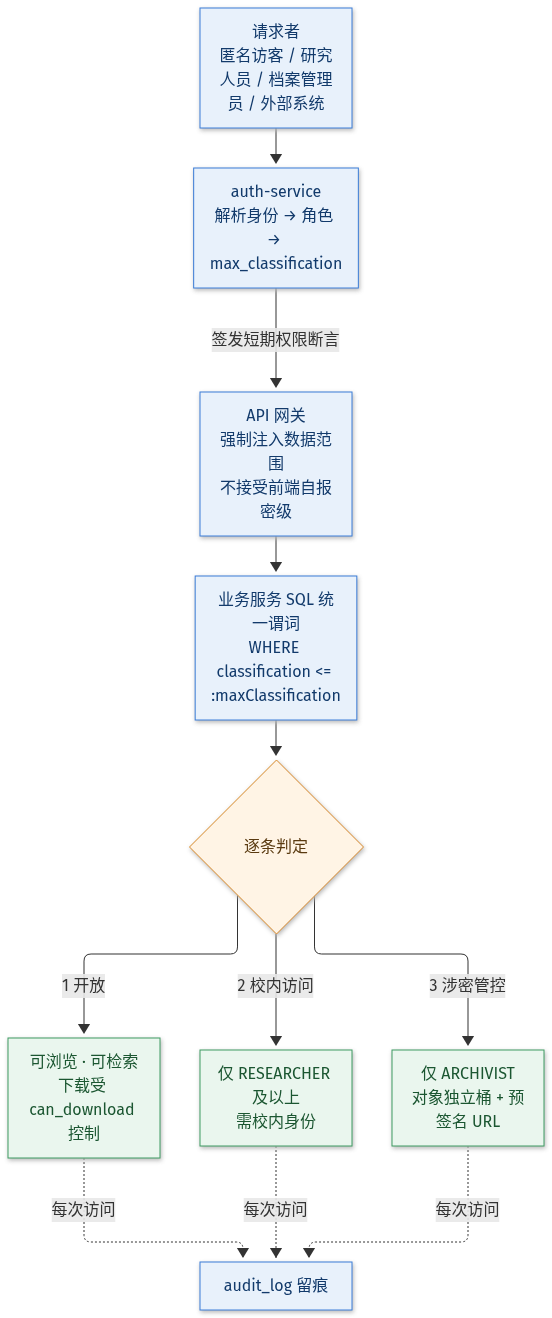 请求者
匿名访客 / 研究
人员 / 档案管理
员 / 外部系统
auth-service
解析身份 → 角色
→
max_classification
签发短期权限断言
API 网关
强制注入数据范
围
不接受前端自报
密级
业务服务 SQL 统
一谓词
WHERE
classification <=
:maxClassification
逐条判定
1 开放
2 校内访问
3 涉密管控
可浏览 · 可检索
下载受
can_download
控制
仅 RESEARCHER
及以上
需校内身份
仅 ARCHIVIST
对象独立桶 + 预
签名 URL
每次访问
每次访问
每次访问
audit_log 留痕